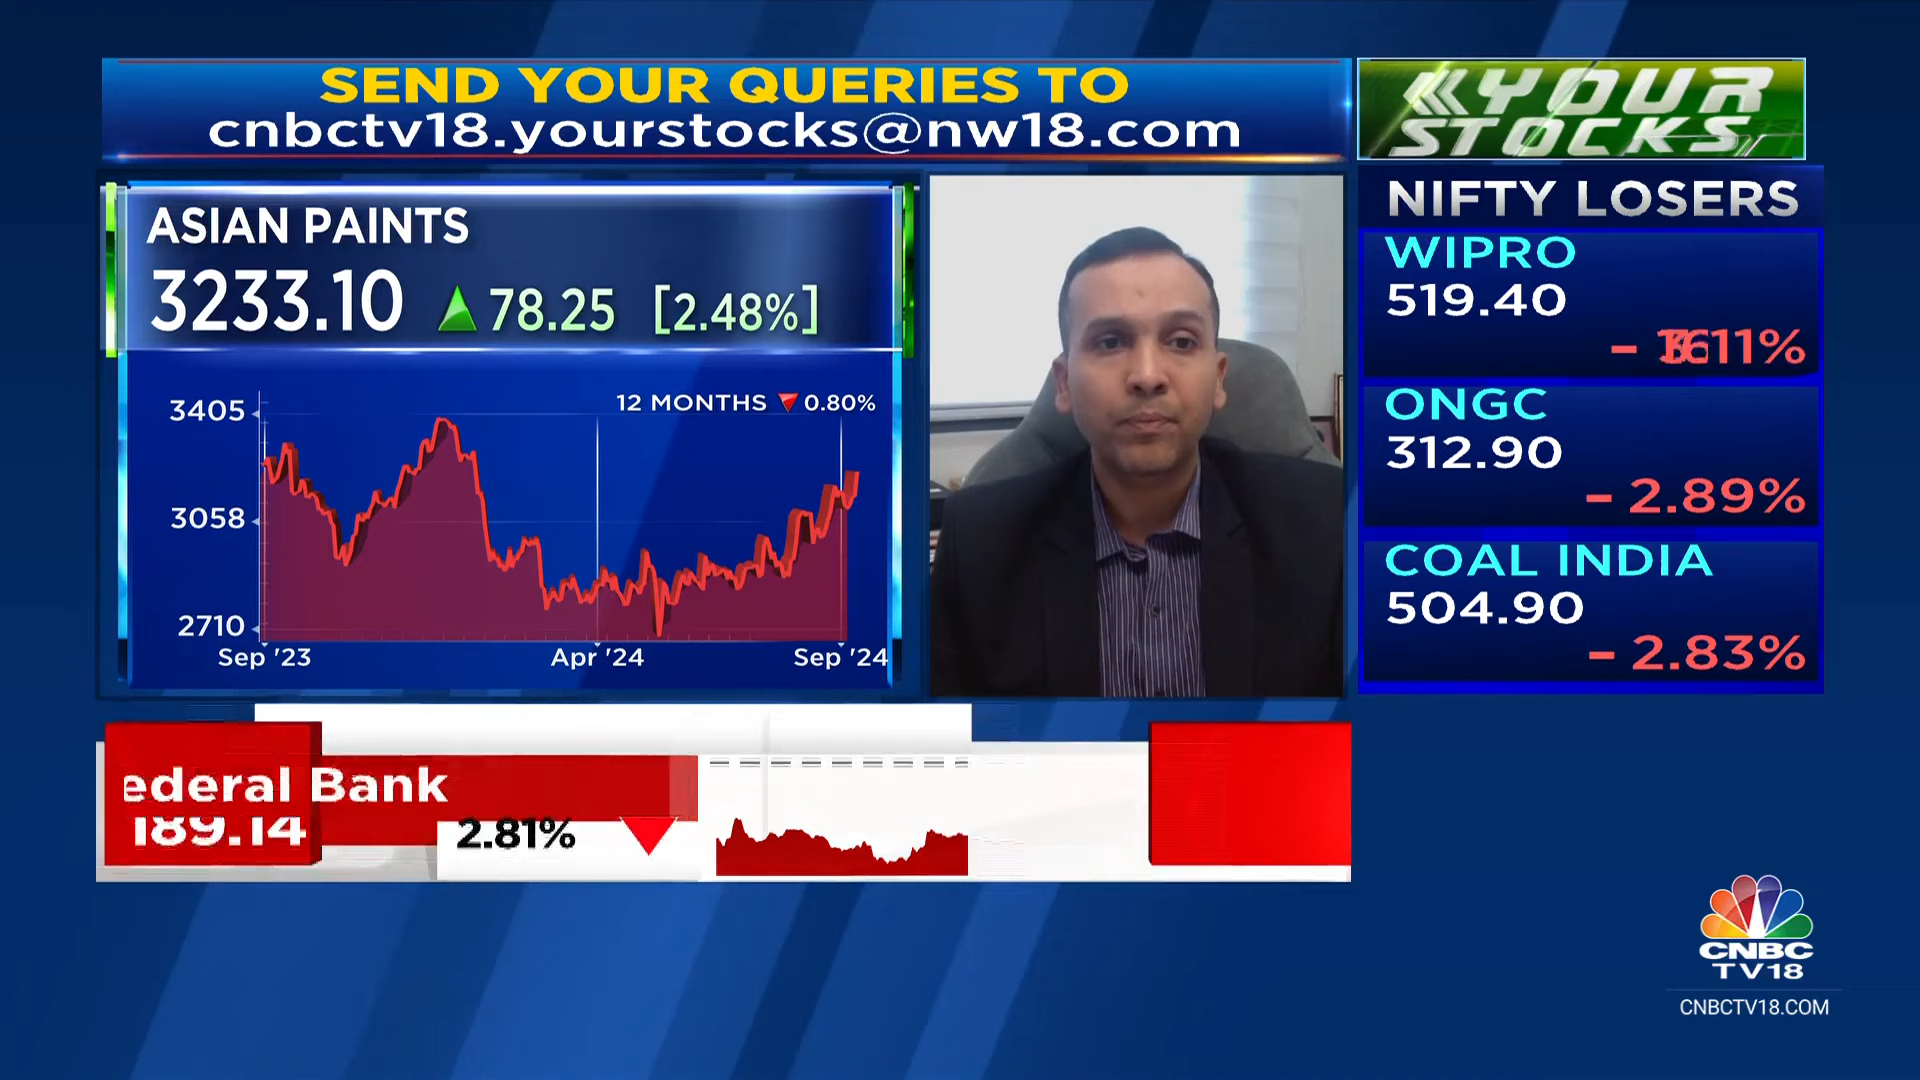 SEND YOUR QUERIES TO
cnbctv18.yourstocks@nw18.com
YOUR
STOCKS
ASIAN PAINTS
3233.10 ▲ 78.25 [2.48%]
12 MONTHS ▼ 0.80%
3405
3058
2710
Sep '23 Apr '24 Sep '24
NIFTY LOSERS
WIPRO
519.40
ONGC
312.90
- 2.89%
COAL INDIA
504.90
- 2.83%
ederal Bank
189.14
2.81%
CNBC
TV18
CNBCTV18.COM